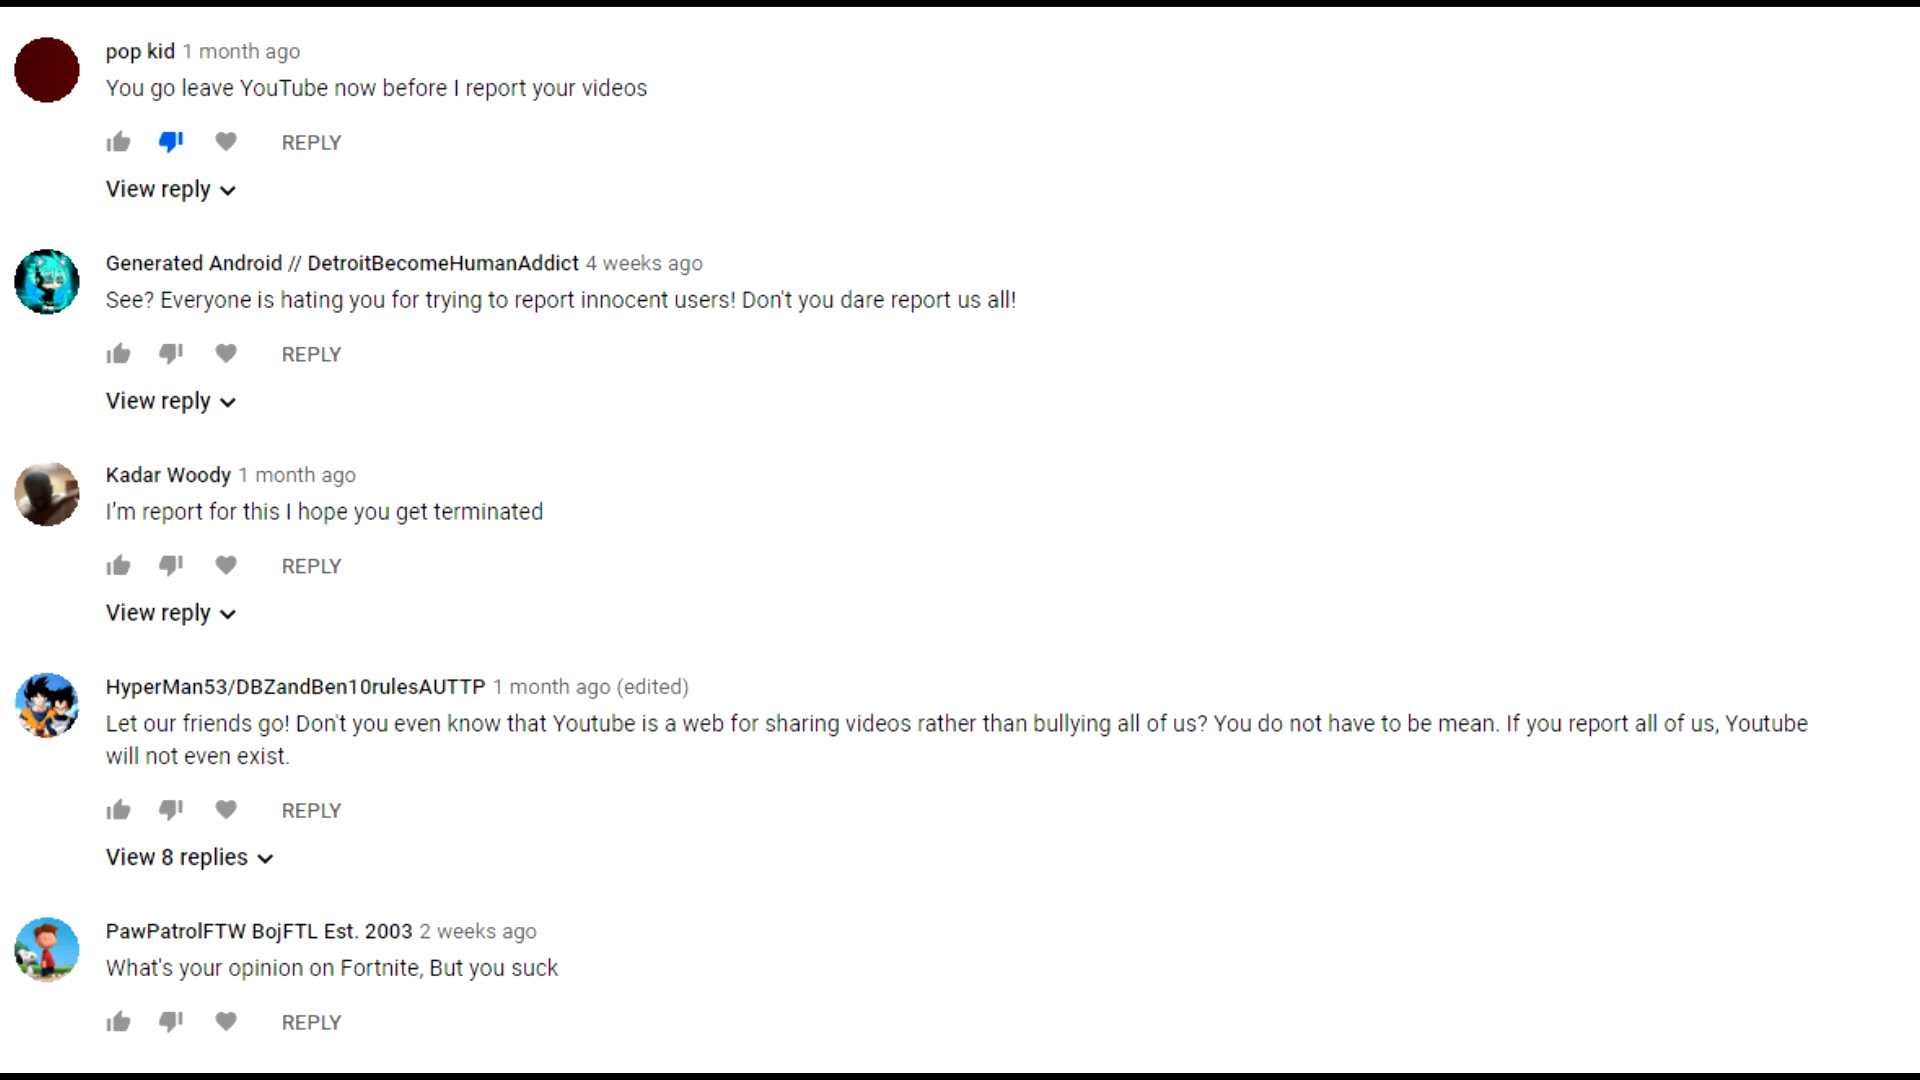 pop kid 1 month ago
You go leave YouTube now before I report your videos
REPLY
View reply
Generated Android // DetroitBecomeHumanAddict 4 weeks ago
See? Everyone is hating you for trying to report innocent users! Don't you dare report us all!
REPLY
View reply
Kadar Woody 1 month ago
I'm report for this I hope you get terminated
REPLY
View reply
HyperMan53/DBZandBen10rulesAUTTP 1 month ago (edited)
Let our friends go! Don't you even know that Youtube is a web for sharing videos rather than bullying all of us? You do not have to be mean. If you report all of us, Youtube
will not even exist.
REPLY
View 8 replies
PawPatrolFTW BojFTL Est. 2003 2 weeks ago
What's your opinion on Fortnite, But you suck
REPLY